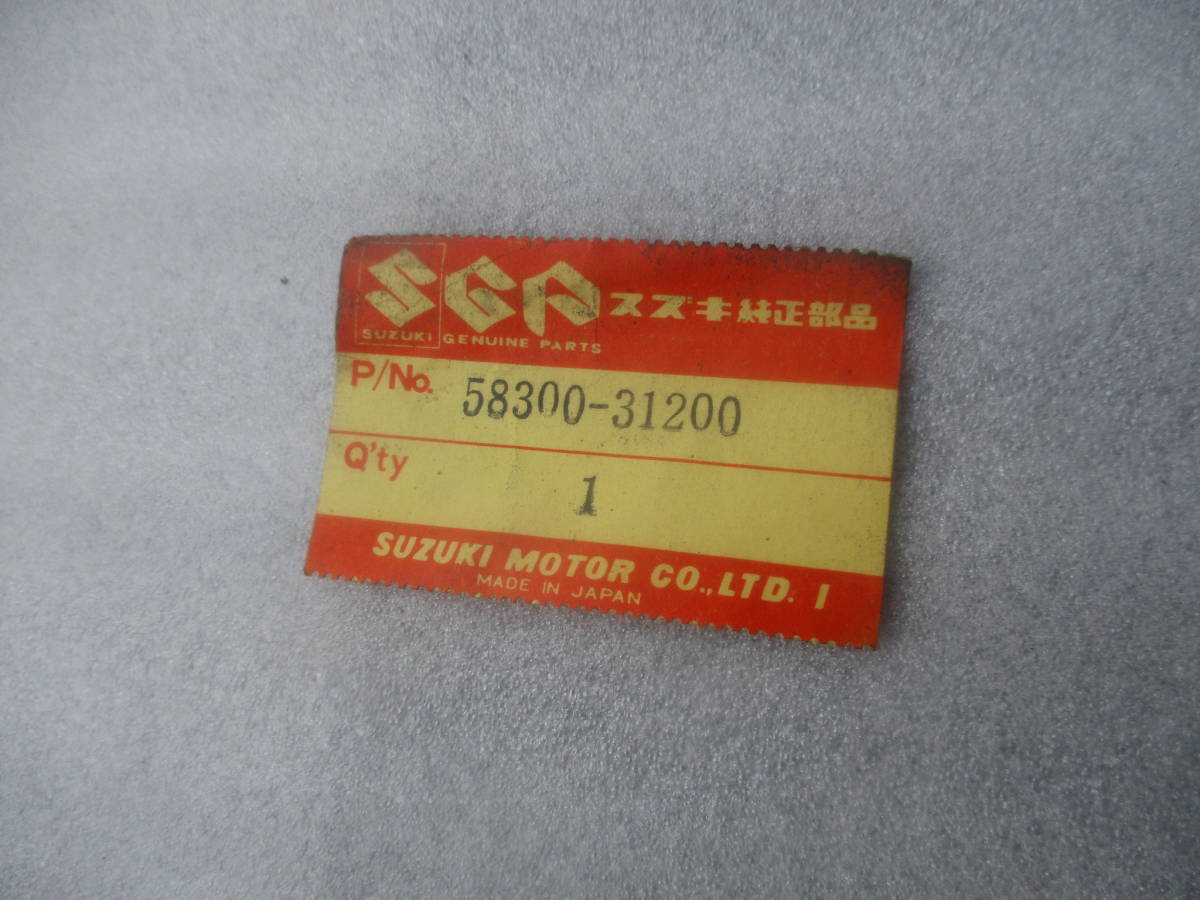 SGP スズキ純正部品
SUZUKI GENUINE PARTS
P/No. 58300-31200
Q'ty 1
SUZUKI MOTOR CO.,LTD. I
MADE IN JAPAN